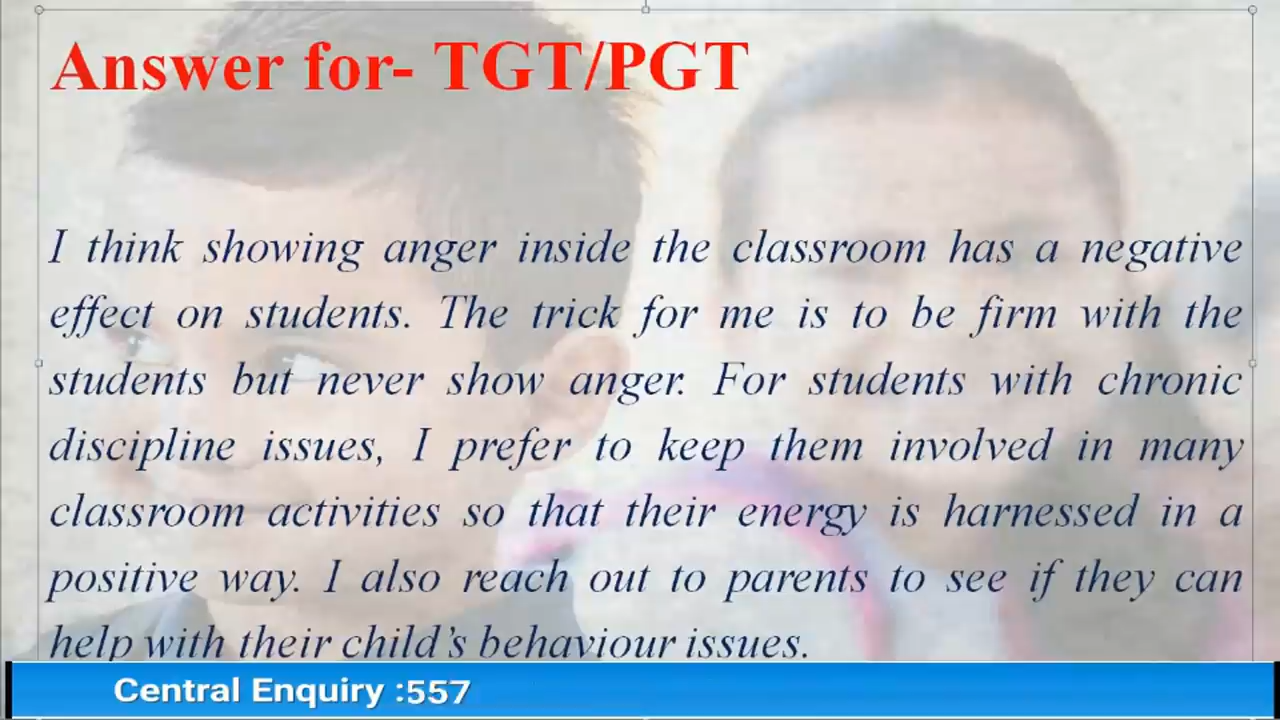 Answer for- TGT/PGT
I think showing anger inside the classroom has a negative
effect on students. The trick for me is to be firm with the
students but never show anger. For students with chronic
discipline issues, I prefer to keep them involved in many
classroom activities so that their energy is harnessed in a
positive way. I also reach out to parents to see if they can
help with their child’s behaviour issues.
Central Enquiry :557